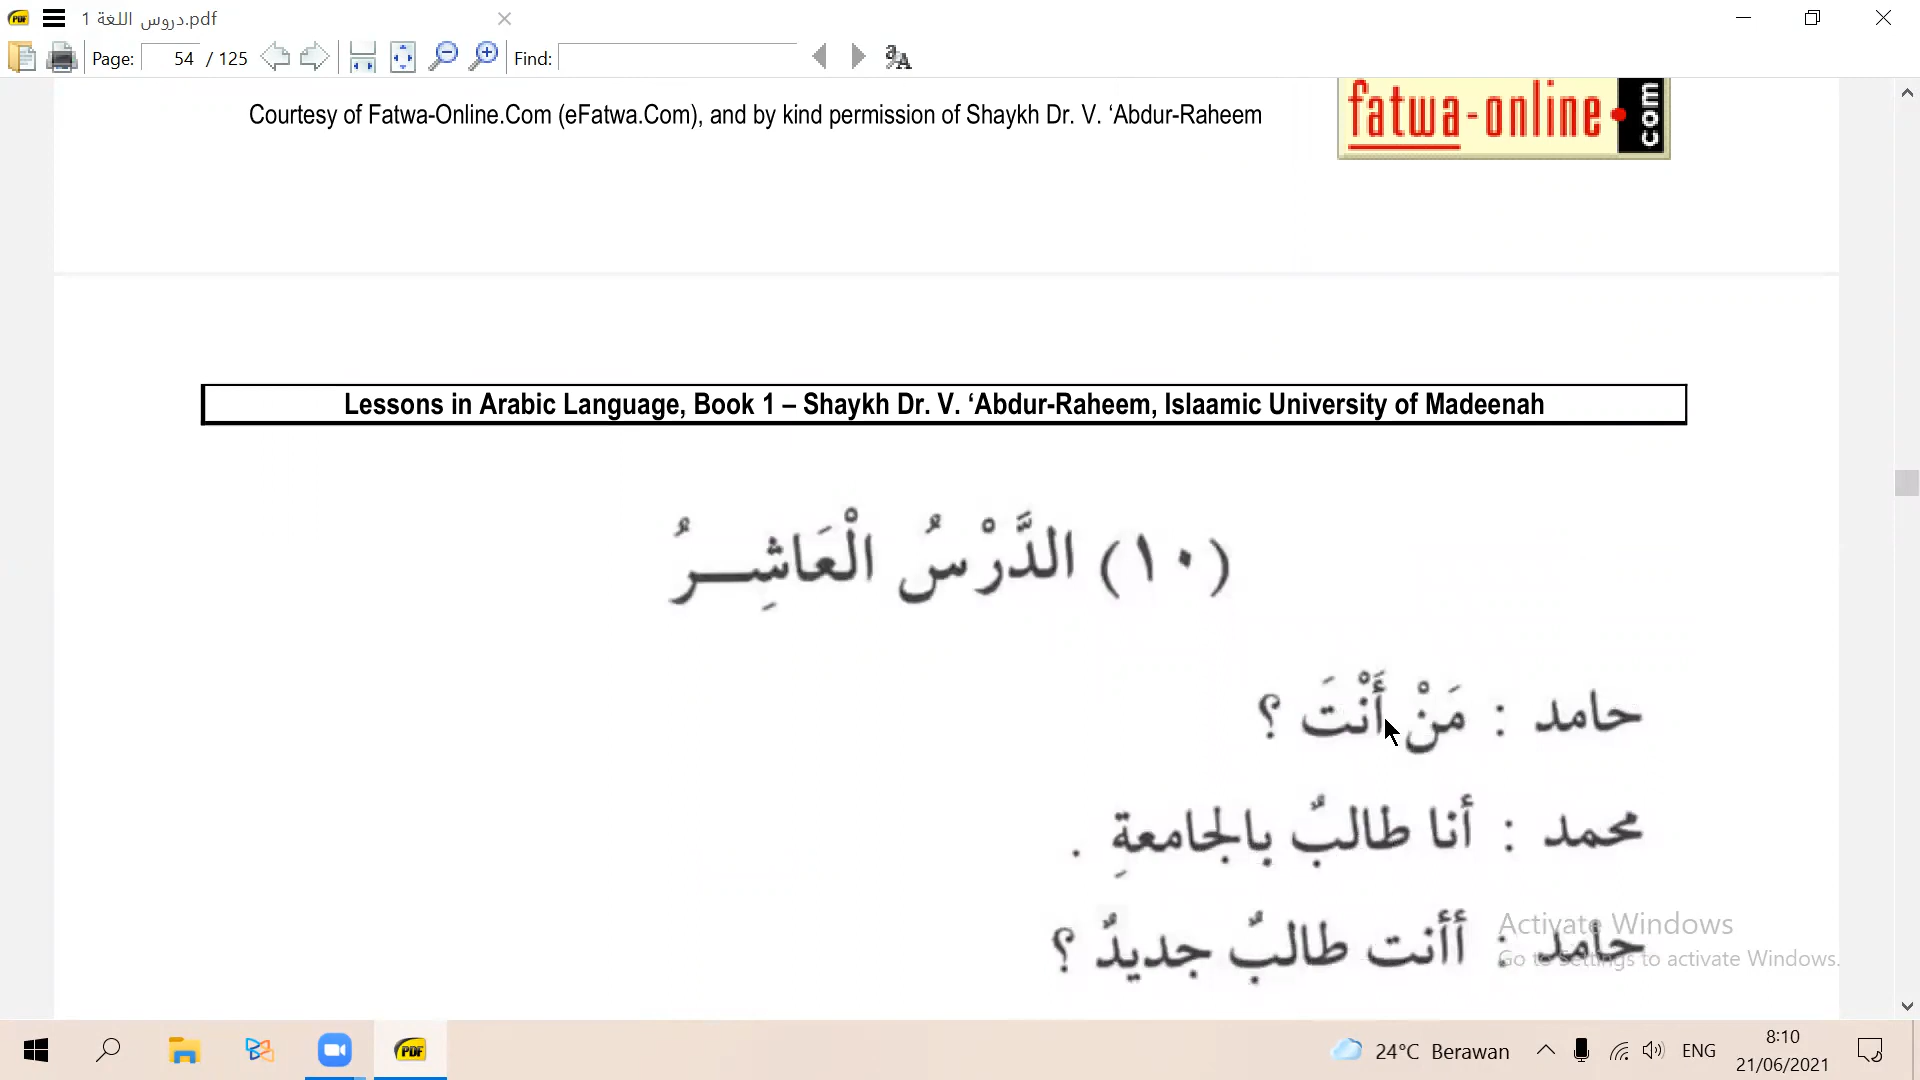 دروس اللغة 1.pdf
Page: 54 / 125 Find:
Courtesy of Fatwa-Online.Com (eFatwa.Com), and by kind permission of Shaykh Dr. V. ‘Abdur-Raheem
fatwa-online.com
Lessons in Arabic Language, Book 1 – Shaykh Dr. V. ‘Abdur-Raheem, Islaamic University of Madeenah
(١٠) الدَّرْسُ الْعَاشِـــرُ
حامد : مَنْ أَنْتَ ؟
محمد : أنا طالبٌ بالجامعةِ .
حامد : أأنت طالبٌ جديدٌ ؟
Activate Windows
Go to Settings to activate Windows.
PDF 24°C Berawan ENG 8:10
21/06/2021